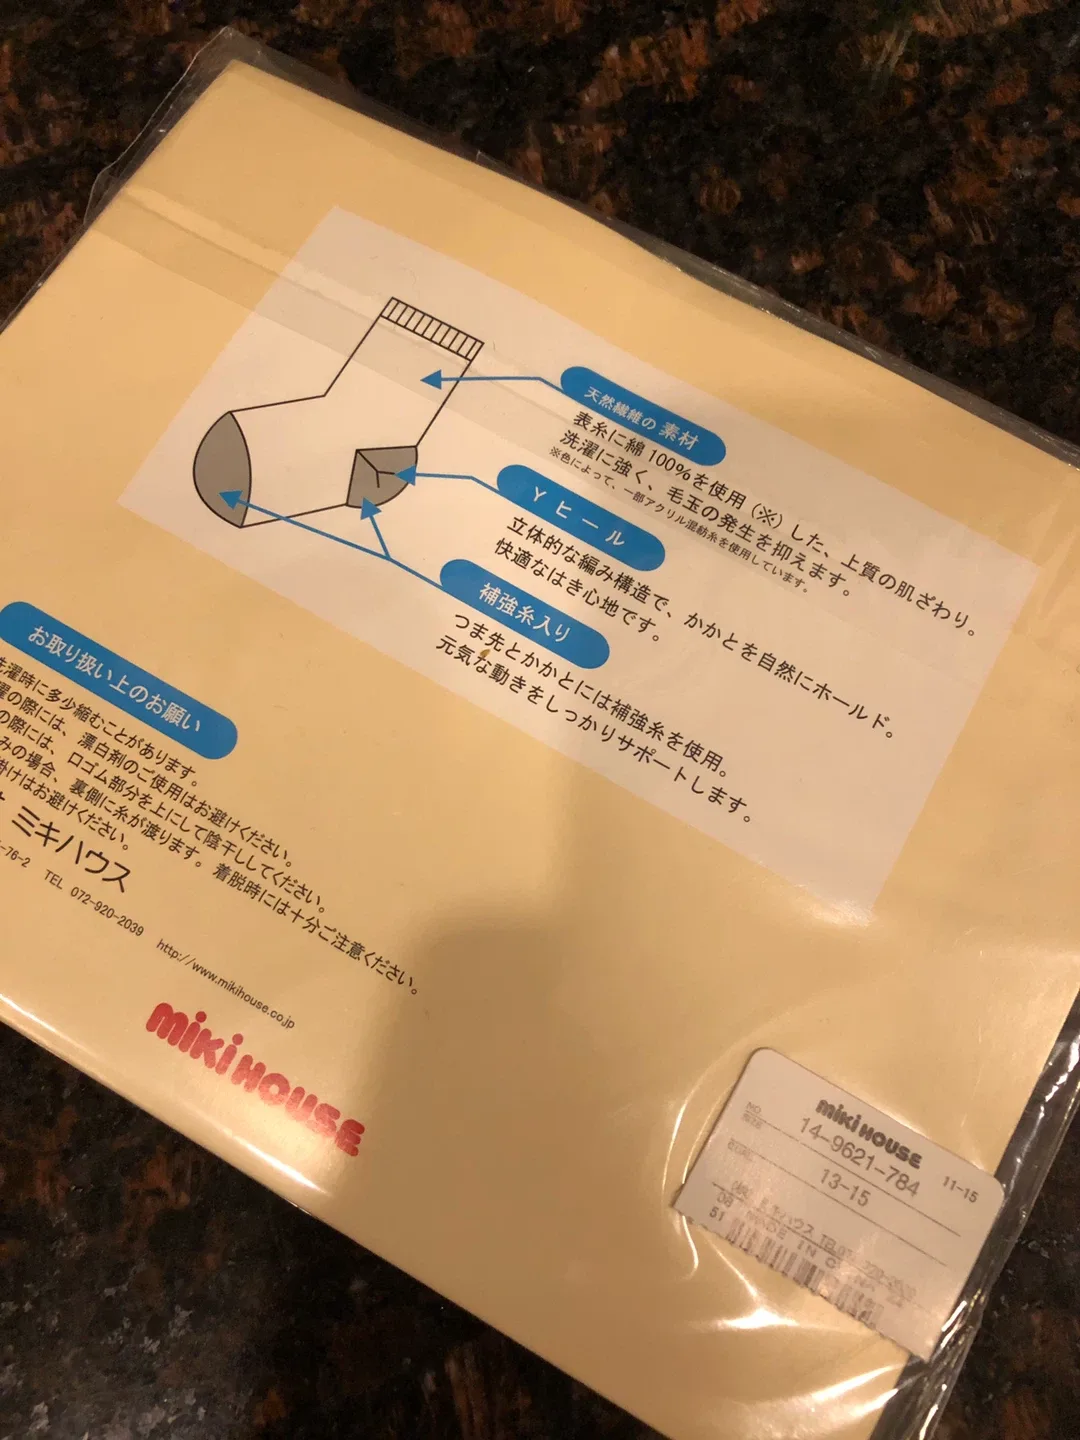 天然繊維の 素材
表糸に綿 100%を使用 (※) した、上質の肌ざわり。
洗濯に強く、毛玉の発生を抑えます。
※色によって、一部アクリル混紡糸を使用しています。
Yヒール
立体的な編み構造で、かかとを自然にホールド。
快適なはき心地です。
補強糸入り
つま先とかかとには補強糸を使用。
元気な動きをしっかりサポートします。
お取り扱い上のお願い
洗濯時に多少縮むことがあります。
の際には、漂白剤のご使用はお避けください。
の際には、口ゴム部分を上にして陰干ししてください。
みの場合、裏側に糸が渡ります。着脱時には十分ご注意ください。
掛けはお避けください。
ミキハウス
-76-2 TEL 072-920-2039 http://www.mikihouse.co.jp
miki HOUSE
miki HOUSE
NO. 14-9621-784 11-15
13-15
MADE IN
51